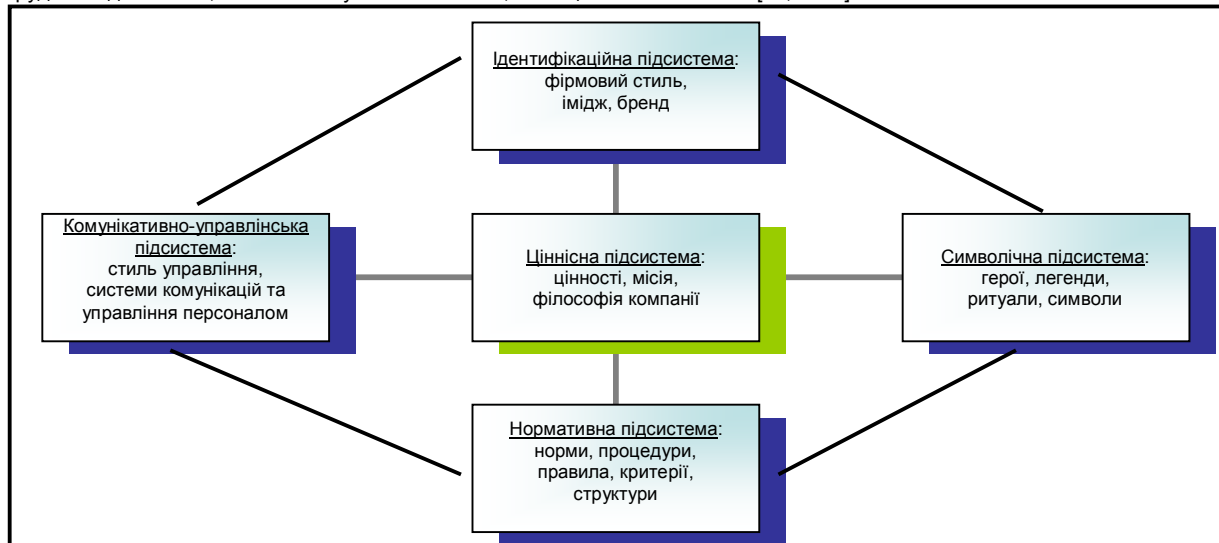 Ідентифікаційна підсистема:
фірмовий стиль,
імідж, бренд
Комунікативно-управлінська
підсистема:
стиль управління,
системи комунікацій та
управління персоналом
Ціннісна підсистема:
цінності, місія,
філософія компанії
Символічна підсистема:
герої, легенди,
ритуали, символи
Нормативна підсистема:
норми, процедури,
правила, критерії,
структури